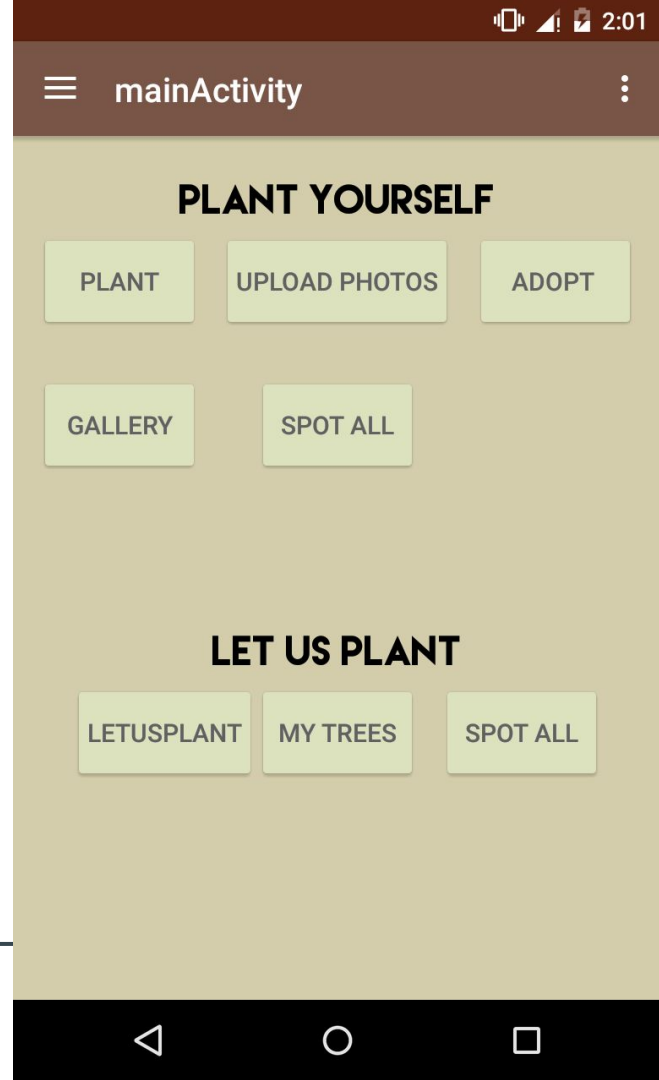 2:01
mainActivity
PLANT YOURSELF
PLANT UPLOAD PHOTOS ADOPT
GALLERY SPOT ALL
LET US PLANT
LETUSPLANT MY TREES SPOT ALL